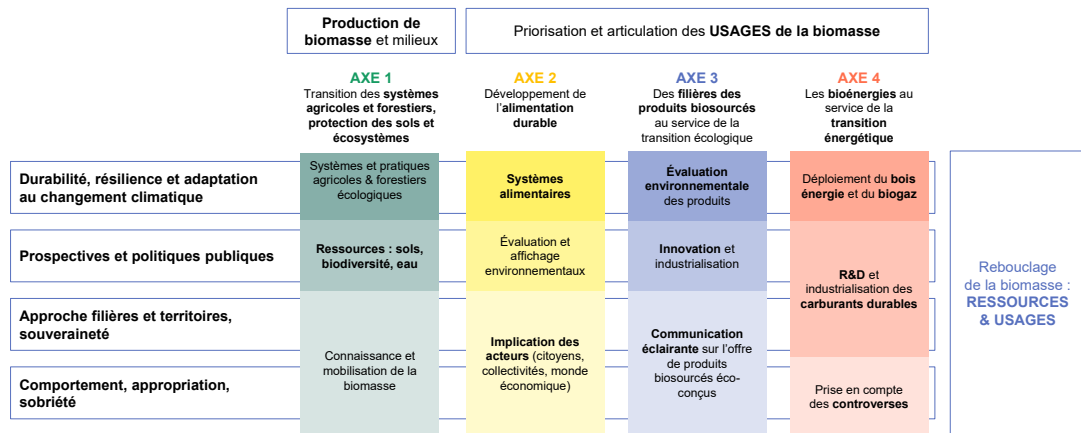 Production de
biomasse et milieux
Priorisation et articulation des USAGES de la biomasse
AXE 1
Transition des systèmes
agricoles et forestiers,
protection des sols et
écosystèmes
AXE 2
Développement de
l'alimentation
durable
AXE 3
Des filières des
produits biosourcés
au service de la
transition écologique
AXE 4
Les bioénergies au
service de la
transition
énergétique
Durabilité, résilience et adaptation
au changement climatique
Systèmes et pratiques
agricoles & forestiers
écologiques
Systèmes
alimentaires
Évaluation
environnementale
des produits
Déploiement du bois
énergie et du biogaz
Prospectives et politiques publiques
Ressources : sols,
biodiversité, eau
Évaluation et
affichage
environnementaux
Innovation et
industrialisation
R&D et
industrialisation des
carburants durables
Approche filières et territoires,
souveraineté
Connaissance et
mobilisation de la
biomasse
Implication des
acteurs (citoyens,
collectivités, monde
économique)
Communication
éclairante sur l'offre
de produits
biosourcés éco-
conçus
Comportement, appropriation,
sobriété
Prise en compte
des controverses
Rebouclage
de la biomasse :
RESSOURCES
& USAGES